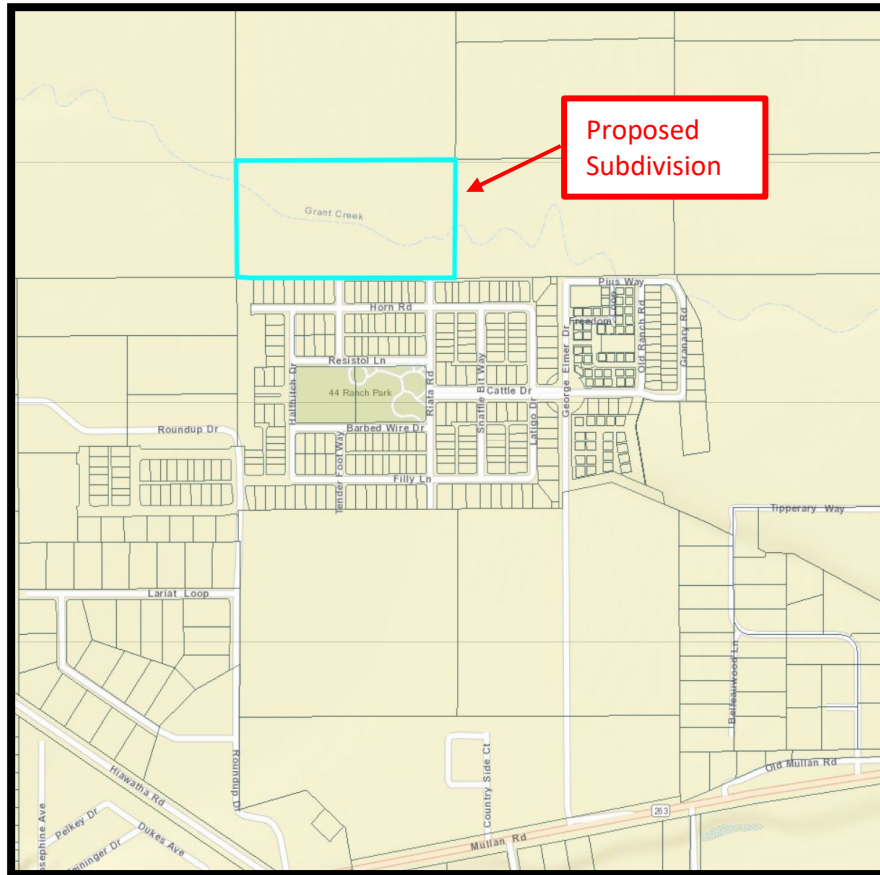 Proposed
Subdivision
Grant Creek
Pius Way
Horn Rd
Freedom
George Elmer Dr
Old Ranch Rd
Granary Rd
Resistol Ln
Halfhitch Dr
44 Ranch Park
Riata Rd
Snaffle Bit Way
Cattle Dr
Latigo Dr
Roundup Dr
Barbed Wire Dr
Tender Foot Way
Filly Ln
Tipperary Way
Lariat Loop
Roundup Dr
Country Side Ct
Old Mullan Rd
Hiawatha Rd
263
Mullan Rd
Pelkey Dr
Dukes Ave